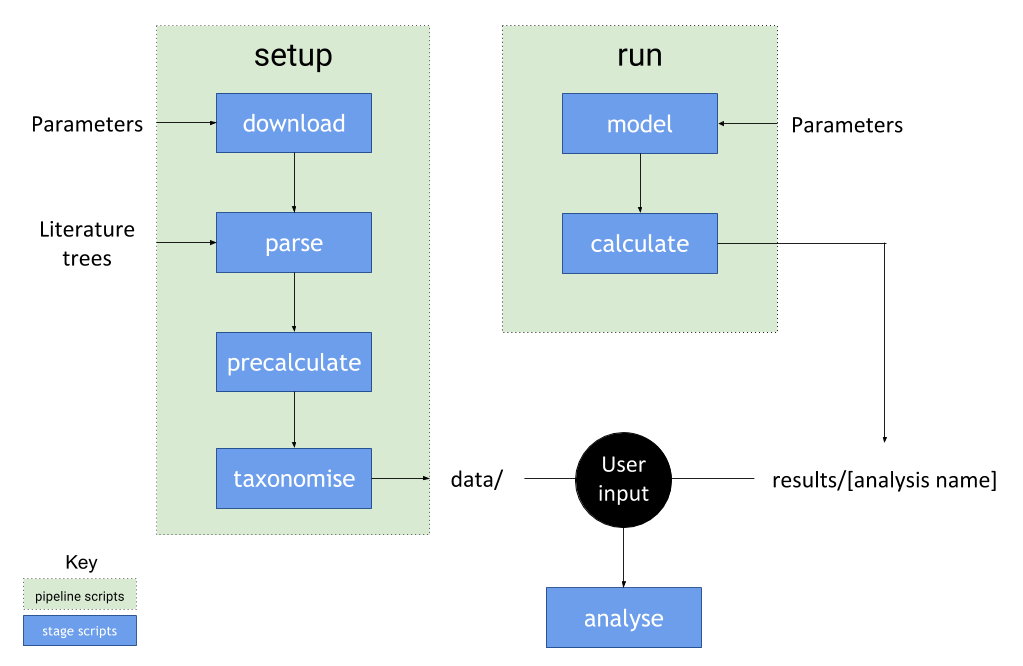 setup
run
Parameters
download
model
Parameters
Literature
trees
parse
calculate
precalculate
taxonomise
data/
User
input
results/[analysis name]
Key
pipeline scripts
stage scripts
analyse